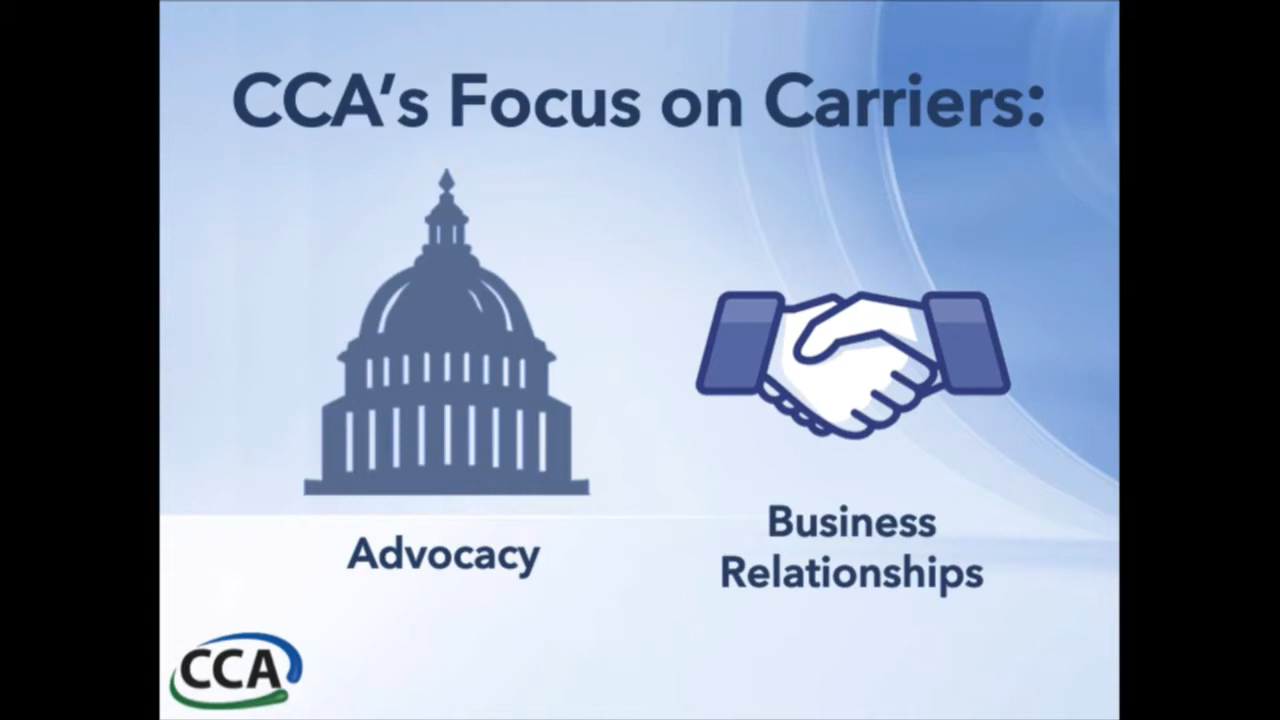 CCA's Focus on Carriers:
Advocacy
Business
Relationships
CCA